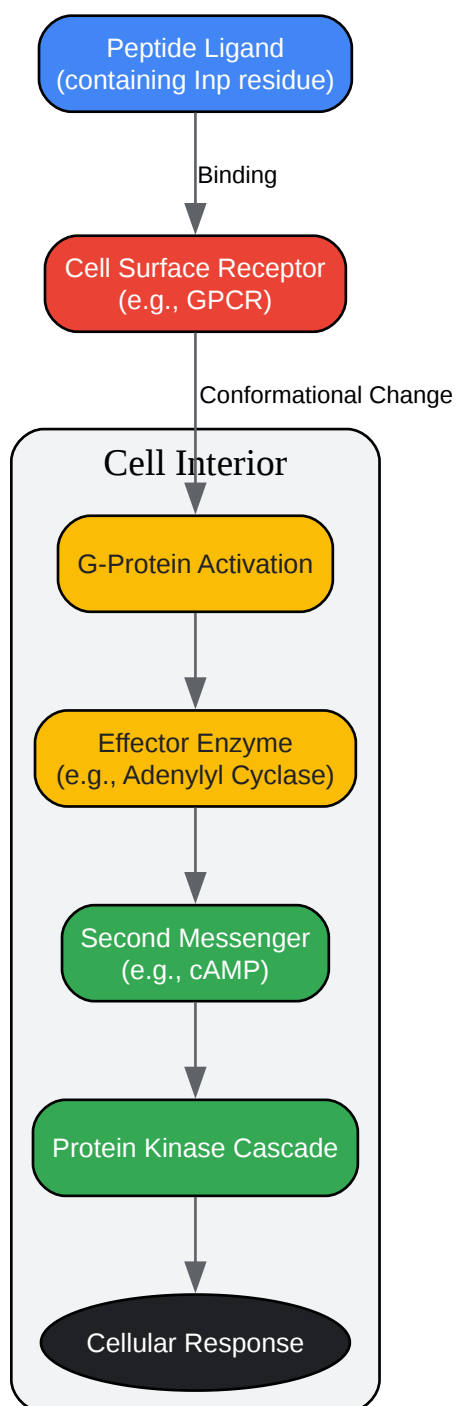 Peptide Ligand
(containing Inp residue)
Binding
Cell Surface Receptor
(e.g., GPCR)
Conformational Change
Cell Interior
G-Protein Activation
Effector Enzyme
(e.g., Adenylyl Cyclase)
Second Messenger
(e.g., cAMP)
Protein Kinase Cascade
Cellular Response